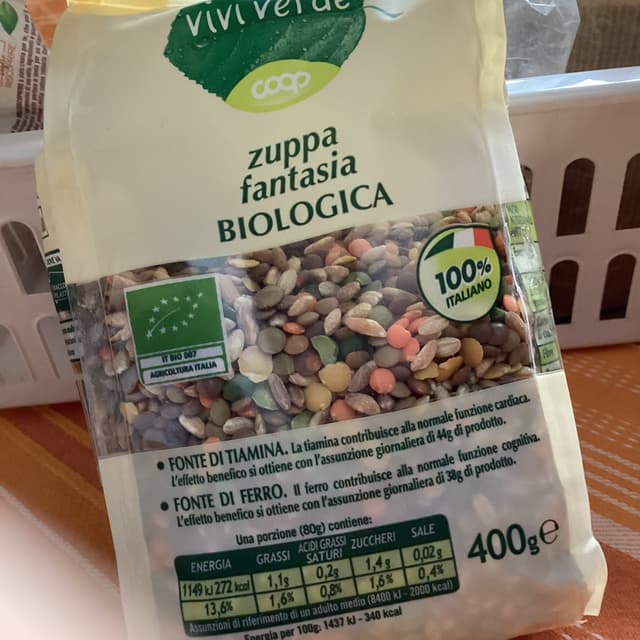 vivi verde
coop
zuppa
fantasia
BIOLOGICA
100%
ITALIANO
IT BIO 007
AGRICOLTURA ITALIA
• FONTE DI TIAMINA. La tiamina contribuisce alla normale funzione cardiaca.
L'effetto benefico si ottiene con l'assunzione giornaliera di 44g di prodotto.
• FONTE DI FERRO. Il ferro contribuisce alla normale funzione cognitiva.
L'effetto benefico si ottiene con l'assunzione giornaliera di 38g di prodotto.
Una porzione (80g) contiene:
ENERGIA GRASSI ACIDI GRASSI SATURI ZUCCHERI SALE
1149 kJ 272 kcal 1,1g 0,2g 1,4g 0,02g
13,6% 1,6% 0,8% 1,6% 0,4%
Assunzioni di riferimento di un adulto medio (8400 kJ - 2000 kcal)
Energia per 100g: 1437 kJ - 340 kcal
400g e